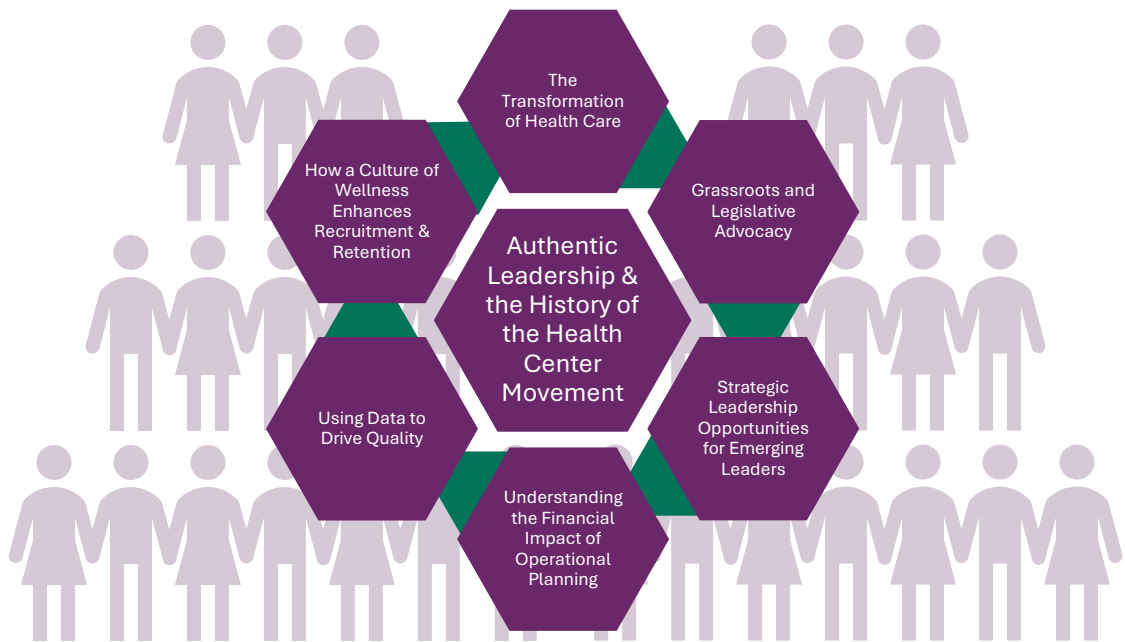 The
Transformation
of Health Care
Grassroots and
Legislative
Advocacy
Strategic
Leadership
Opportunities
for Emerging
Leaders
Understanding
the Financial
Impact of
Operational
Planning
Using Data to
Drive Quality
How a Culture of
Wellness
Enhances
Recruitment &
Retention
Authentic
Leadership &
the History of
the Health
Center
Movement